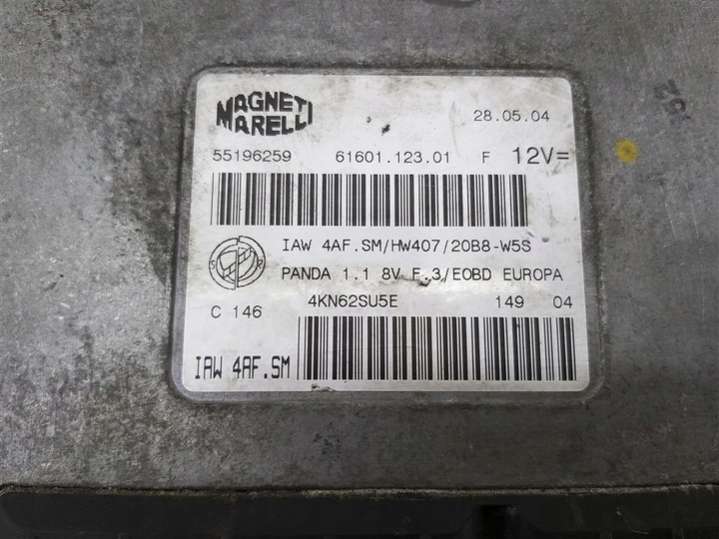 MAGNETI
MARELLI
28.05.04
55196259 61601.123.01 F 12V=
IAW 4AF.SM/HW407/20B8-W5S
PANDA 1.1 8V F.3/EOBD EUROPA
C 146 4KN62SU5E 149 04
IAW 4AF.SM